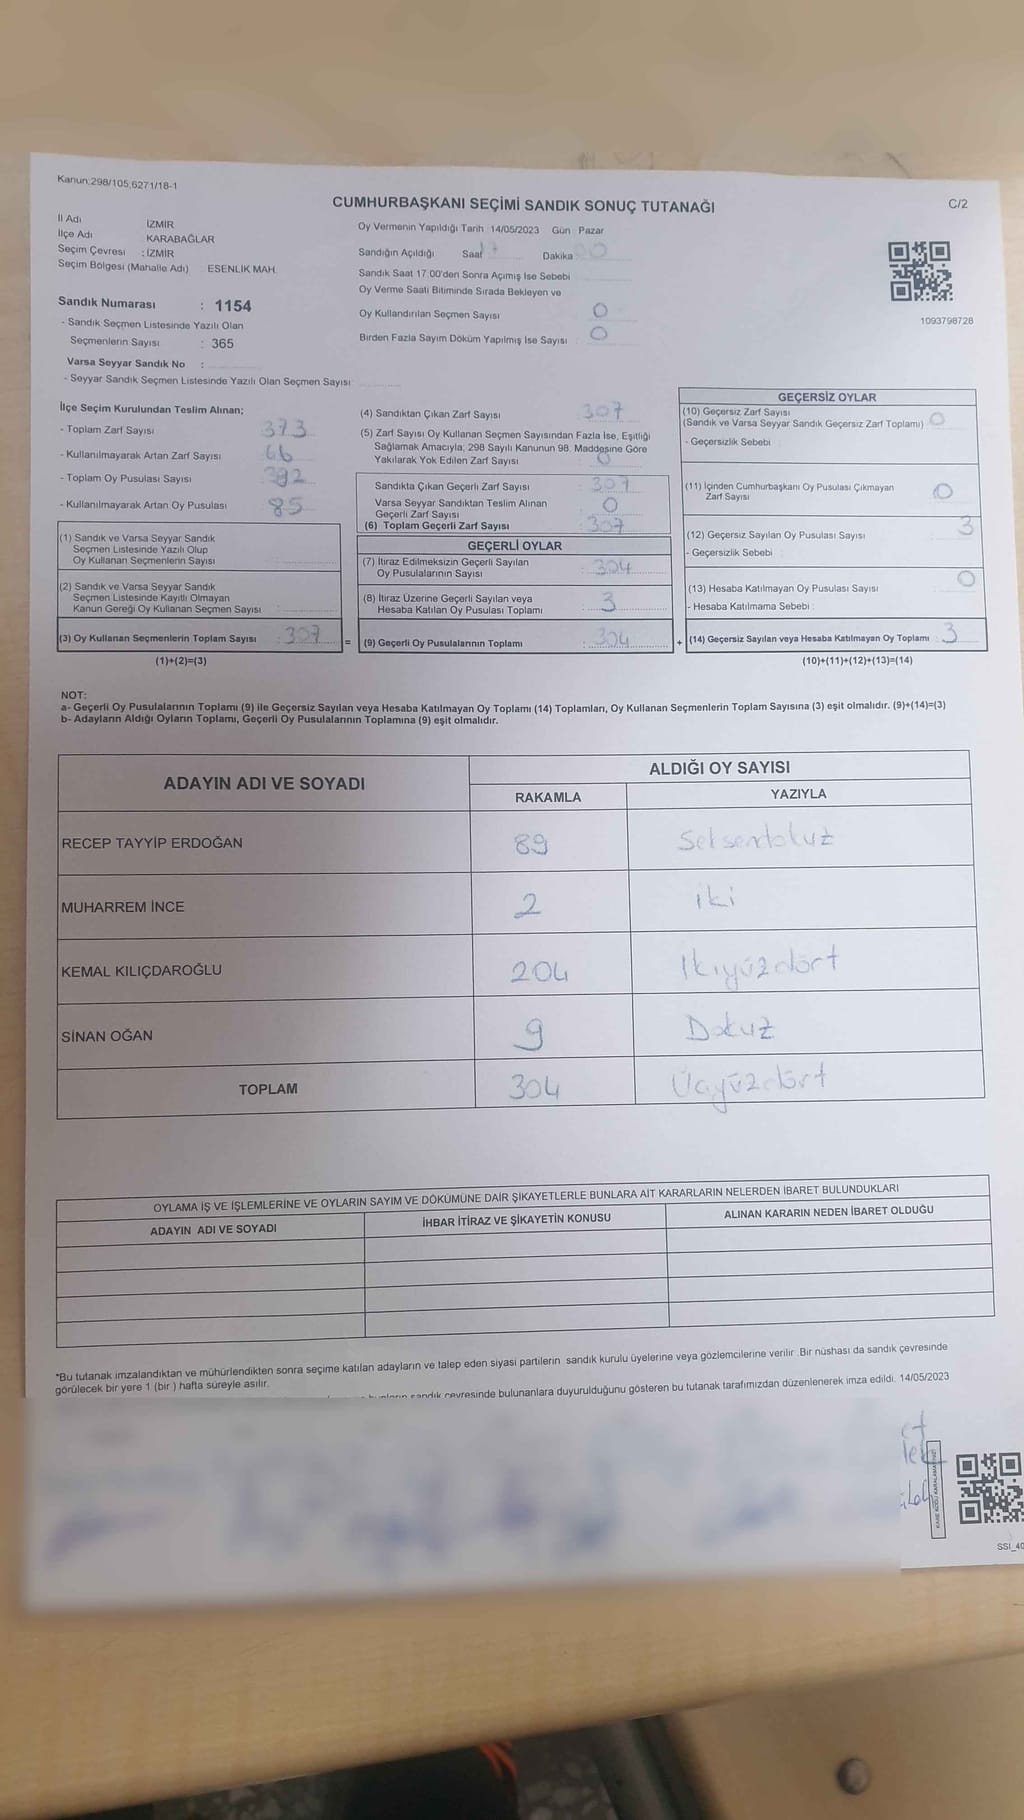 Kanun:298/105,6271/18-1
CUMHURBAŞKANI SEÇİMİ SANDIK SONUÇ TUTANAĞI
C/2
İl Adı İZMİR
İlçe Adı KARABAĞLAR
Seçim Çevresi : İZMİR
Seçim Bölgesi (Mahalle Adı) ESENLİK MAH.
Sandık Numarası : 1154
- Sandık Seçmen Listesinde Yazılı Olan
Seçmenlerin Sayısı : 365
Varsa Seyyar Sandık No :
- Seyyar Sandık Seçmen Listesinde Yazılı Olan Seçmen Sayısı:
Oy Vermenin Yapıldığı Tarih 14/05/2023 Gün : Pazar
Sandığın Açıldığı Saat 17 Dakika 00
Sandık Saat 17.00'den Sonra Açımış İse Sebebi
Oy Verme Saati Bitiminde Sırada Bekleyen ve
Oy Kullandırılan Seçmen Sayısı 0
Birden Fazla Sayım Döküm Yapılmış İse Sayısı : 0
1093798728
İlçe Seçim Kurulundan Teslim Alınan;
- Toplam Zarf Sayısı 373
- Kullanılmayarak Artan Zarf Sayısı 66
- Toplam Oy Pusulası Sayısı 392
- Kullanılmayarak Artan Oy Pusulası 85
(1) Sandık ve Varsa Seyyar Sandık
Seçmen Listesinde Yazılı Olup
Oy Kullanan Seçmenlerin Sayısı
(2) Sandık ve Varsa Seyyar Sandık
Seçmen Listesinde Kayıtlı Olmayan
Kanun Gereği Oy Kullanan Seçmen Sayısı
(3) Oy Kullanan Seçmenlerin Toplam Sayısı : 307 =
(1)+(2)=(3)
(4) Sandıktan Çıkan Zarf Sayısı : 307
(5) Zarf Sayısı Oy Kullanan Seçmen Sayısından Fazla İse, Eşitliği
Sağlamak Amacıyla, 298 Sayılı Kanunun 98. Maddesine Göre
Yakılarak Yok Edilen Zarf Sayısı : 0
Sandıkta Çıkan Geçerli Zarf Sayısı : 307
Varsa Seyyar Sandıktan Teslim Alınan
Geçerli Zarf Sayısı 0
(6) Toplam Geçerli Zarf Sayısı : 307
GEÇERLİ OYLAR
(7) İtiraz Edilmeksizin Geçerli Sayılan
Oy Pusulalarının Sayısı : 304
(8) İtiraz Üzerine Geçerli Sayılan veya
Hesaba Katılan Oy Pusulası Toplamı : 3
(9) Geçerli Oy Pusulalarının Toplamı : 304 +
GEÇERSİZ OYLAR
(10) Geçersiz Zarf Sayısı
(Sandık ve Varsa Seyyar Sandık Geçersiz Zarf Toplamı) 0
- Geçersizlik Sebebi
(11) İçinden Cumhurbaşkanı Oy Pusulası Çıkmayan
Zarf Sayısı 0
(12) Geçersiz Sayılan Oy Pusulası Sayısı 3
- Geçersizlik Sebebi
(13) Hesaba Katılmayan Oy Pusulası Sayısı 0
- Hesaba Katılmama Sebebi :
(14) Geçersiz Sayılan veya Hesaba Katılmayan Oy Toplamı : 3
(10)+(11)+(12)+(13)=(14)
NOT:
a- Geçerli Oy Pusulalarının Toplamı (9) ile Geçersiz Sayılan veya Hesaba Katılmayan Oy Toplamı (14) Toplamları, Oy Kullanan Seçmenlerin Toplam Sayısına (3) eşit olmalıdır. (9)+(14)=(3)
b- Adayların Aldığı Oyların Toplamı, Geçerli Oy Pusulalarının Toplamına (9) eşit olmalıdır.
ADAYIN ADI VE SOYADI ALDIĞI OY SAYISI
RAKAMLA YAZIYLA
RECEP TAYYİP ERDOĞAN 89 Seksendokuz
MUHARREM İNCE 2 iki
KEMAL KILIÇDAROĞLU 204 İkiyüzdört
SİNAN OĞAN 9 Dokuz
TOPLAM 304 Üçyüzdört
OYLAMA İŞ VE İŞLEMLERİNE VE OYLARIN SAYIM VE DÖKÜMÜNE DAİR ŞİKAYETLERLE BUNLARA AİT KARARLARIN NELERDEN İBARET BULUNDUKLARI
ADAYIN ADI VE SOYADI İHBAR İTİRAZ VE ŞİKAYETİN KONUSU ALINAN KARARIN NEDEN İBARET OLDUĞU
*Bu tutanak imzalandıktan ve mühürlendikten sonra seçime katılan adayların ve talep eden siyasi partilerin sandık kurulu üyelerine veya gözlemcilerine verilir. Bir nüshası da sandık çevresinde
görülecek bir yere 1 (bir ) hafta süreyle asılır.
sandık çevresinde bulunanlara duyurulduğunu gösteren bu tutanak tarafımızdan düzenlenerek imza edildi. 14/05/2023
SSI_40